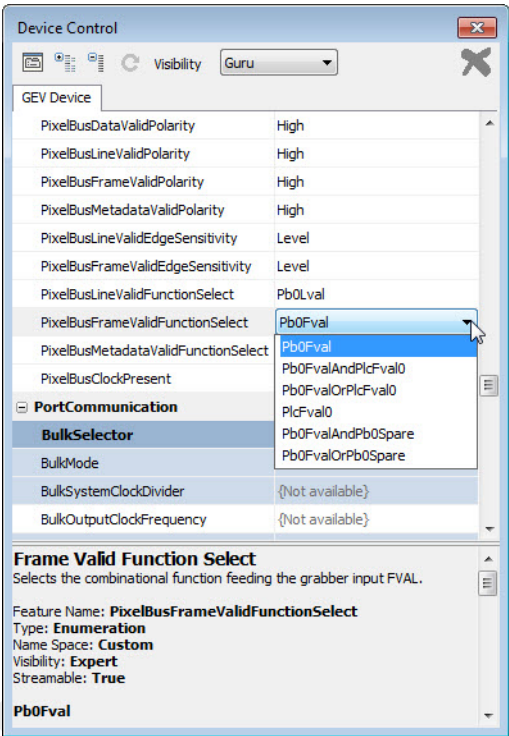 Device Control
Visibility Guru
GEV Device
PixelBusDataValidPolarity High
PixelBusLineValidPolarity High
PixelBusFrameValidPolarity High
PixelBusMetadataValidPolarity High
PixelBusLineValidEdgeSensitivity Level
PixelBusFrameValidEdgeSensitivity Level
PixelBusLineValidFunctionSelect Pb0Lval
PixelBusFrameValidFunctionSelect Pb0Fval
PixelBusMetadataValidFunctionSelect Pb0Fval
Pb0FvalAndPlcFval0
PixelBusClockPresent Pb0FvalOrPlcFval0
PortCommunication PlcFval0
BulkSelector Pb0FvalAndPb0Spare
BulkMode Pb0FvalOrPb0Spare
BulkSystemClockDivider {Not available}
BulkOutputClockFrequency {Not available}
Frame Valid Function Select
Selects the combinational function feeding the grabber input FVAL.
Feature Name: PixelBusFrameValidFunctionSelect
Type: Enumeration
Name Space: Custom
Visibility: Expert
Streamable: True
Pb0Fval